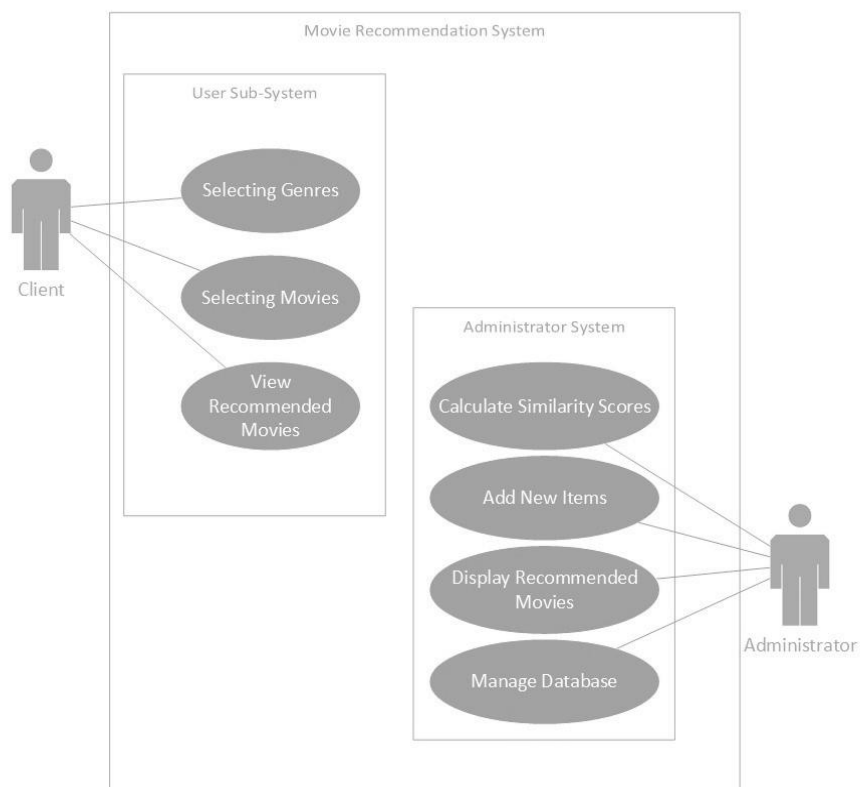 Movie Recommendation System
User Sub-System
Selecting Genres
Client
Selecting Movies
View
Recommended
Movies
Administrator System
Calculate Similarity Scores
Add New Items
Display Recommended
Movies
Administrator
Manage Database